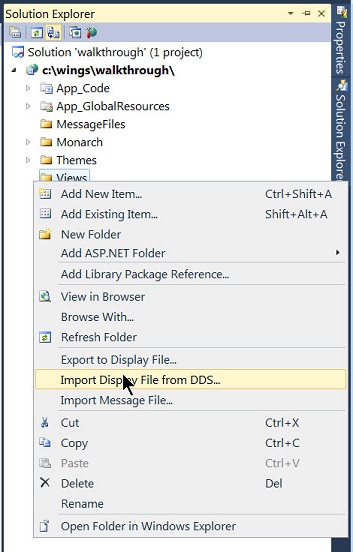 Solution Explorer
Solution 'walkthrough' (1 project)
c:\wings\walkthrough\
App_Code
App_GlobalResources
MessageFiles
Monarch
Themes
Views
Add New Item... Ctrl+Shift+A
Add Existing Item... Shift+Alt+A
New Folder
Add ASP.NET Folder
Add Library Package Reference...
View in Browser
Browse With...
Refresh Folder
Export to Display File...
Import Display File from DDS...
Import Message File...
Cut Ctrl+X
Copy Ctrl+C
Paste Ctrl+V
Delete Del
Rename
Open Folder in Windows Explorer
Properties
Solution Explorer